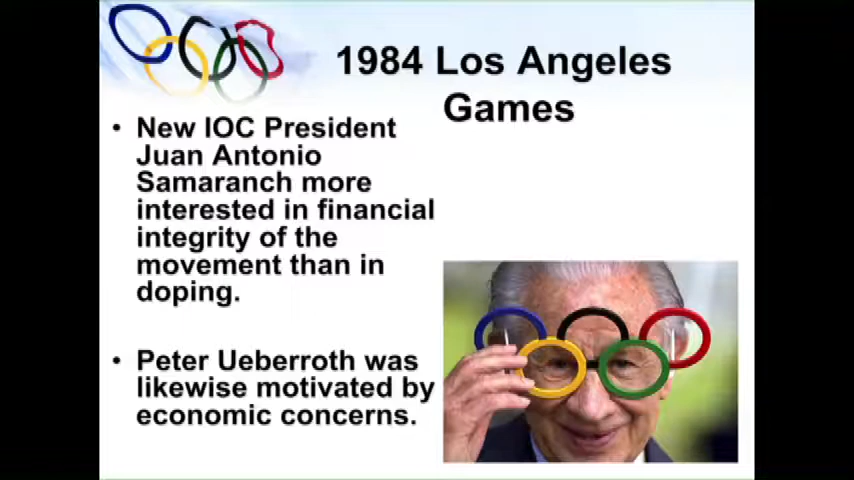 1984 Los Angeles
Games
• New IOC President
Juan Antonio
Samaranch more
interested in financial
integrity of the
movement than in
doping.
• Peter Ueberroth was
likewise motivated by
economic concerns.